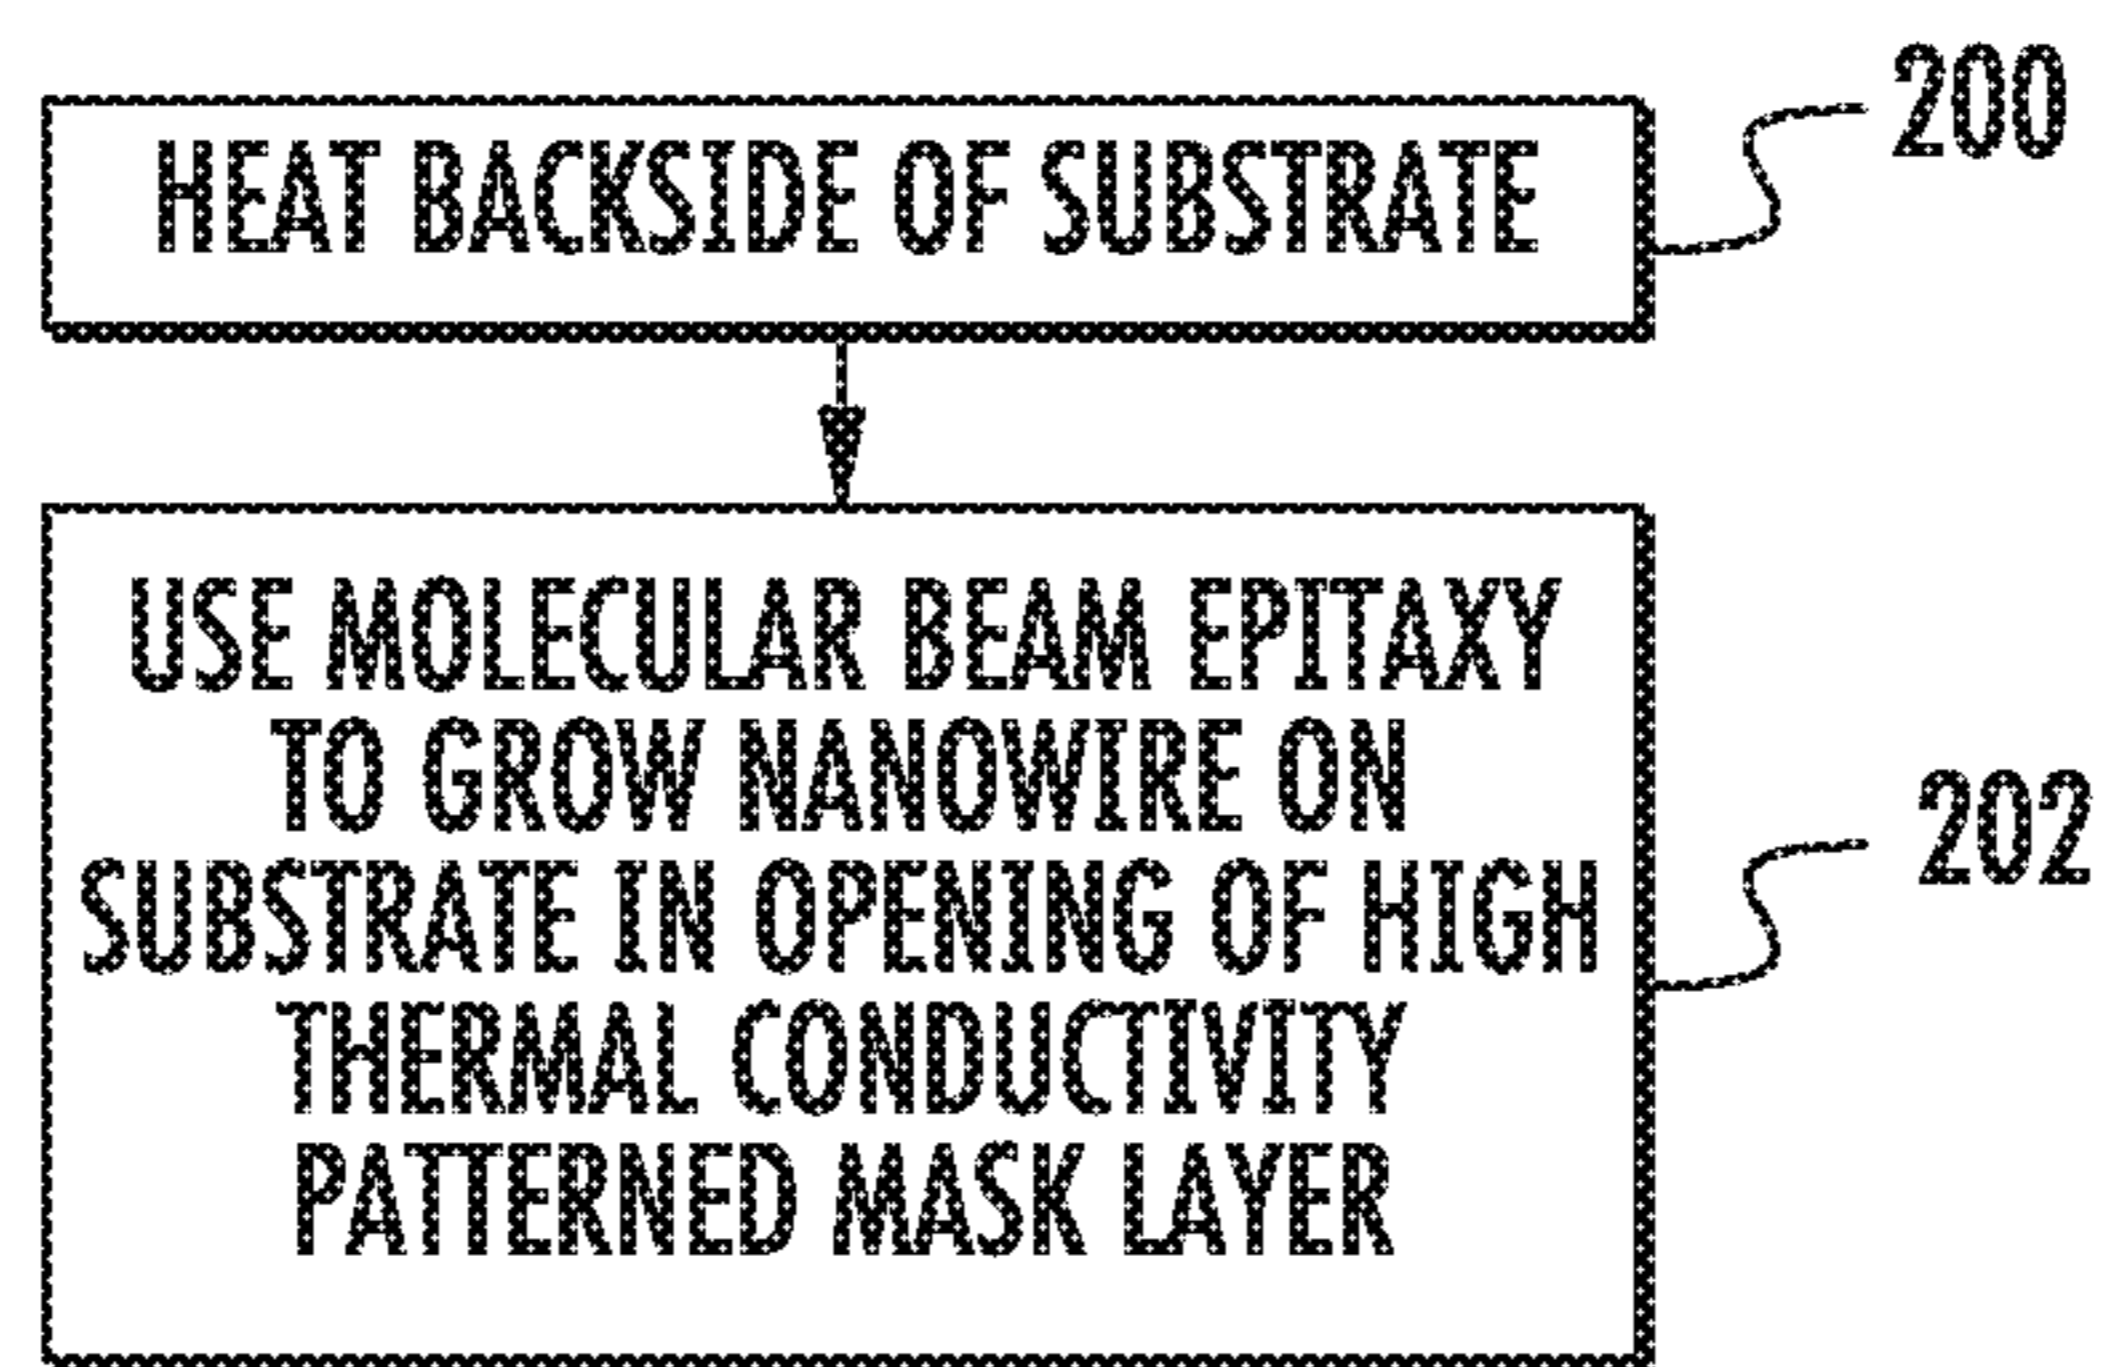 HEAT BACKSIDE OF SUBSTRATE
200
USE MOLECULAR BEAM EPITAXY
TO GROW NANOWIRE ON
SUBSTRATE IN OPENING OF HIGH
THERMAL CONDUCTIVITY
PATTERNED MASK LAYER
202